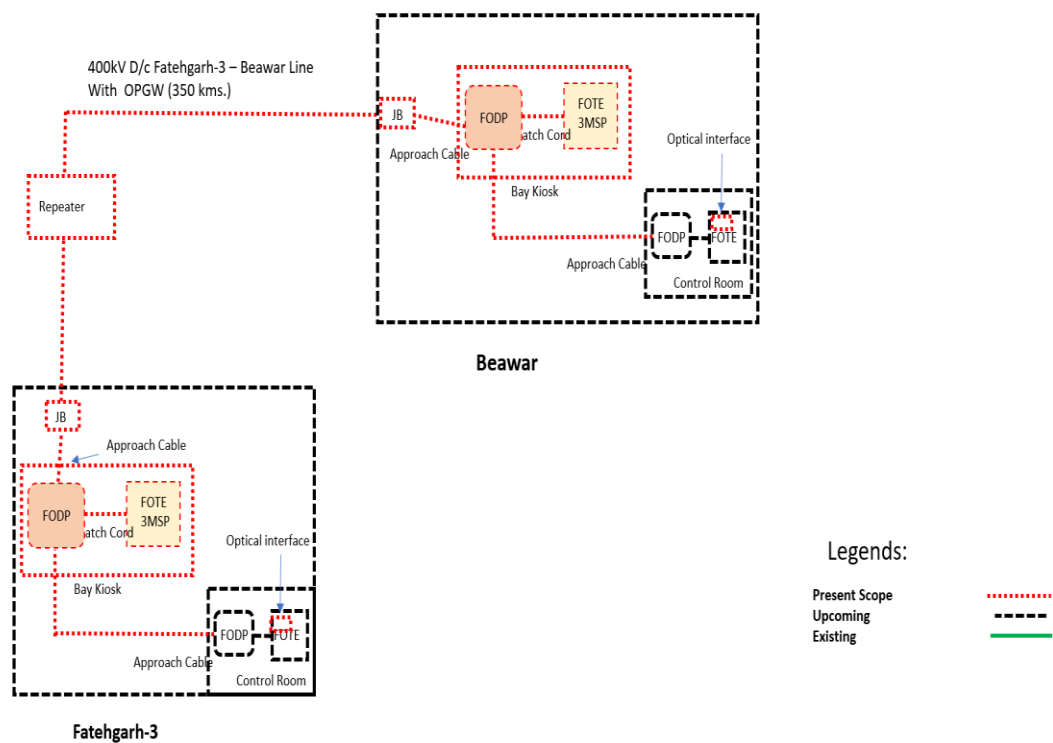 400kV D/c Fatehgarh-3 – Beawar Line
With OPGW (350 kms.)
JB
Approach Cable
FODP
atch Cord
FOTE
3MSP
Bay Kiosk
Optical interface
FODP
FOTE
Approach Cable
Control Room
Beawar
Repeater
JB
Approach Cable
FODP
atch Cord
FOTE
3MSP
Bay Kiosk
Optical interface
FODP
FOTE
Approach Cable
Control Room
Fatehgarh-3
Legends:
Present Scope
Upcoming
Existing